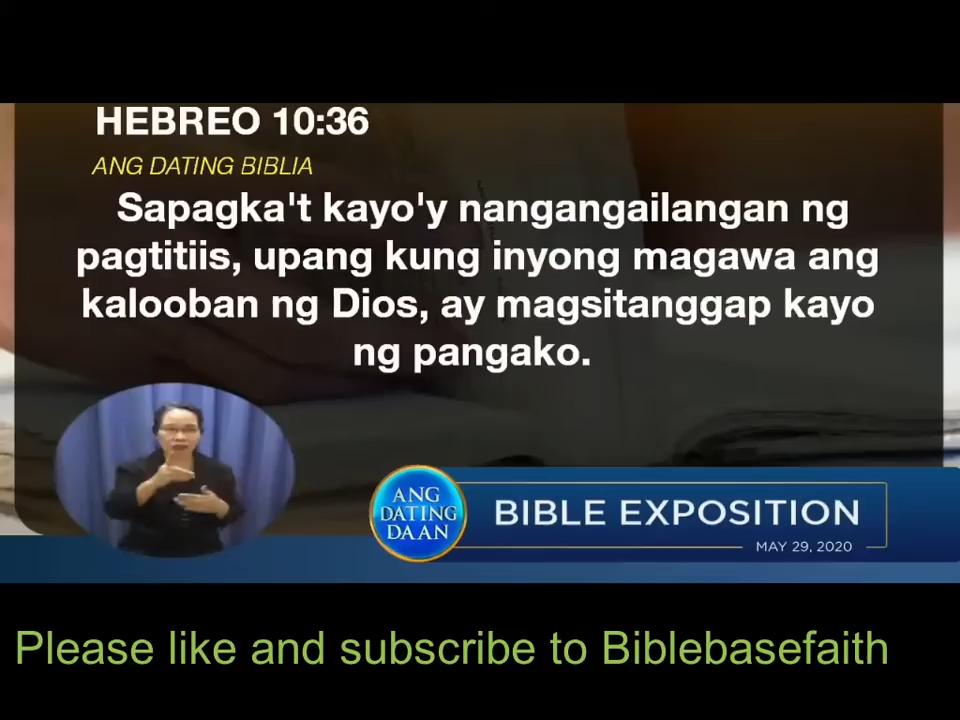 HEBREO 10:36
ANG DATING BIBLIA
Sapagka't kayo'y nangangailangan ng
pagtitiis, upang kung inyong magawa ang
kalooban ng Dios, ay magsitanggap kayo
ng pangako.
ANG
DATING
DAAN
BIBLE EXPOSITION
MAY 29, 2020
Please like and subscribe to Biblebasefaith